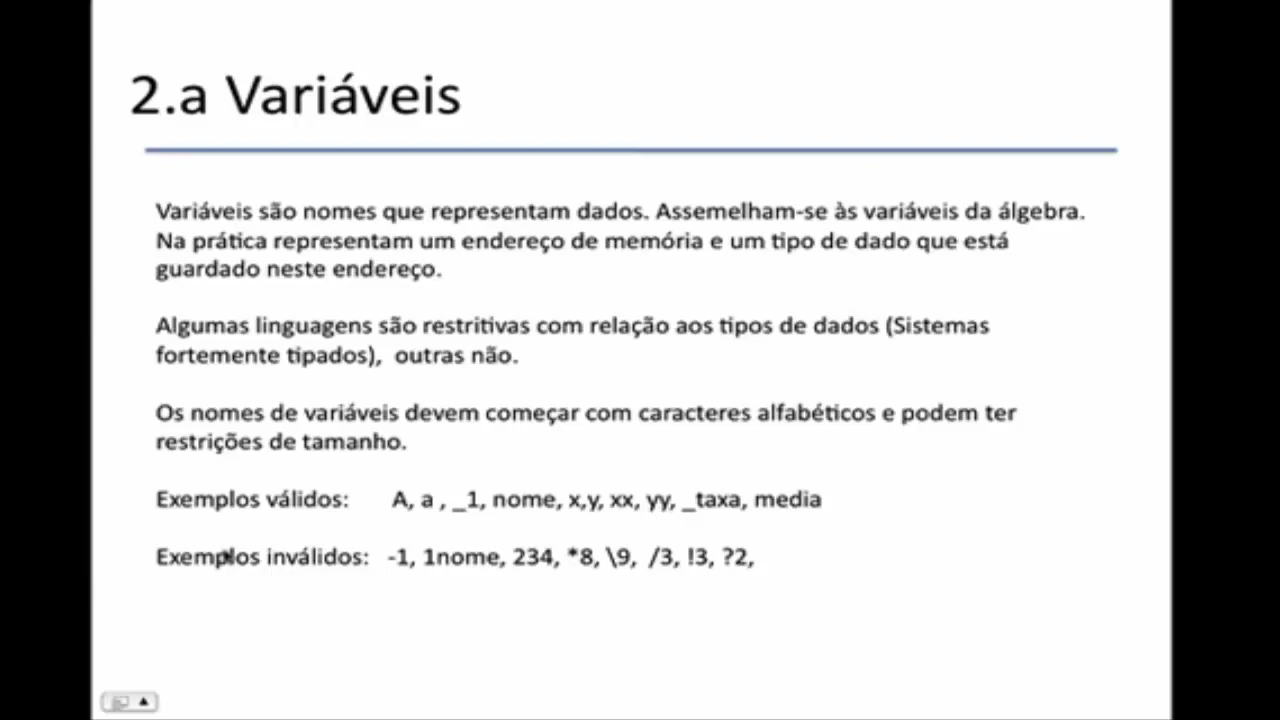 2.a Variáveis
Variáveis são nomes que representam dados. Assemelham-se às variáveis da álgebra.
Na prática representam um endereço de memória e um tipo de dado que está
guardado neste endereço.
Algumas linguagens são restritivas com relação aos tipos de dados (Sistemas
fortemente tipados), outras não.
Os nomes de variáveis devem começar com caracteres alfabéticos e podem ter
restrições de tamanho.
Exemplos válidos: A, a , _1, nome, x,y, xx, yy, _taxa, media
Exemplos inválidos: -1, 1nome, 234, *8, \9, /3, !3, ?2,